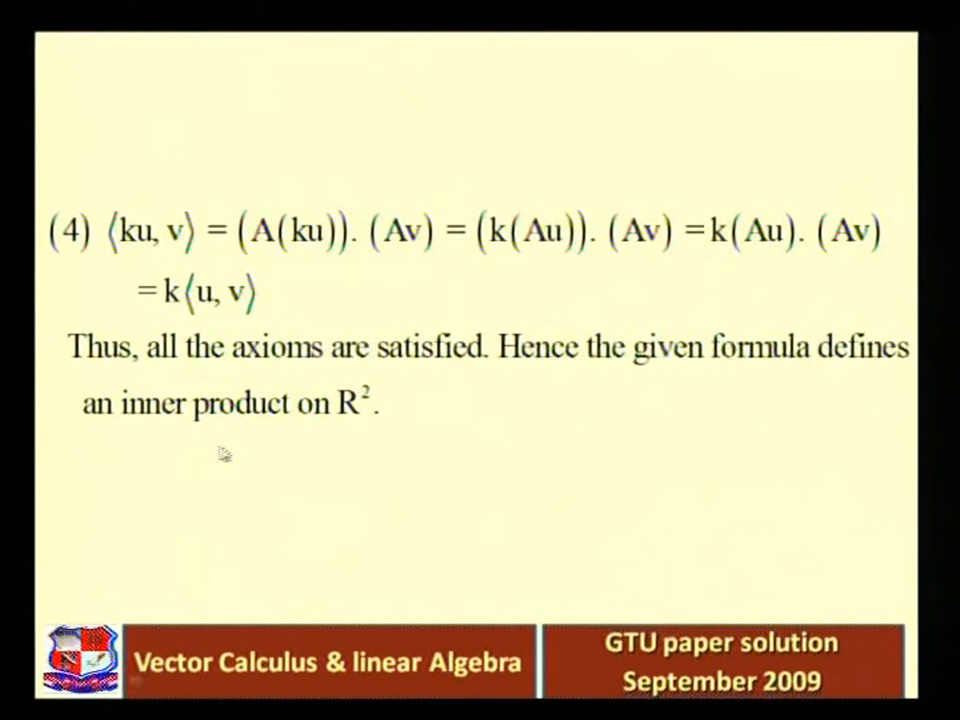 (4) ⟨ku, v⟩ = (A(ku)). (Av) = (k(Au)). (Av) = k(Au). (Av)
= k⟨u, v⟩
Thus, all the axioms are satisfied. Hence the given formula defines
an inner product on R².
Vector Calculus & linear Algebra
GTU paper solution
September 2009